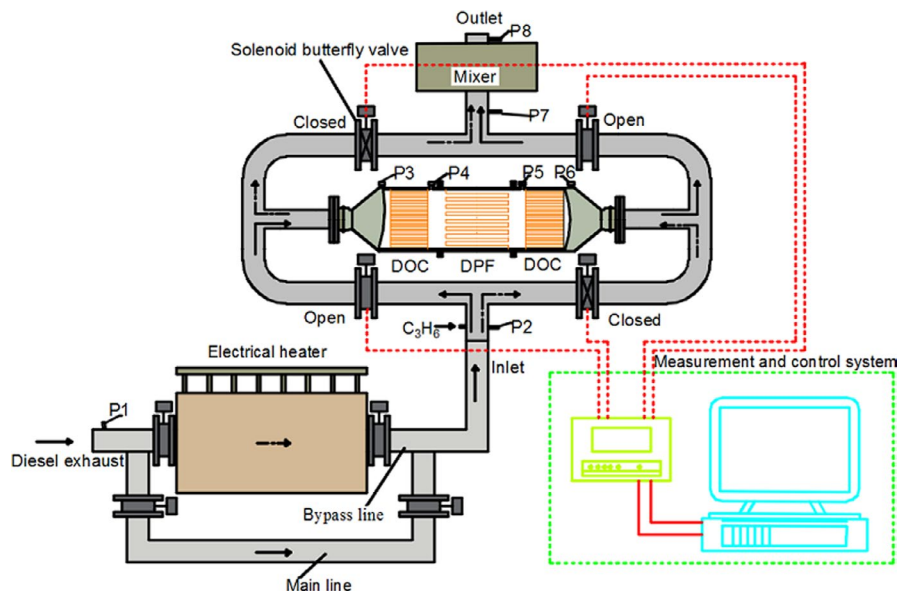 Outlet
P8
Solenoid butterfly valve
Mixer
P7
Closed
Open
P3
P4
P5
P6
DOC
DPF
DOC
Open
C₃H₆
P2
Closed
Electrical heater
Inlet
Measurement and control system
P1
Diesel exhaust
Bypass line
Main line